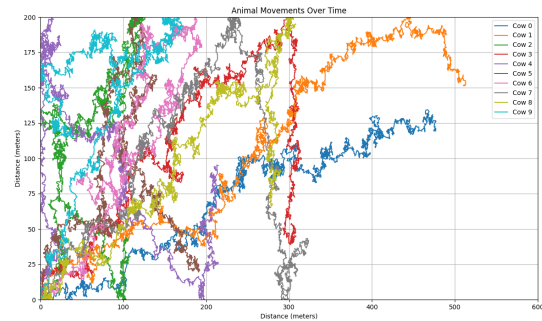 Animal Movements Over Time
Distance (meters)
200
175
150
125
100
75
50
25
0
0
100
200
300
400
500
600
Distance (meters)
Cow 0
Cow 1
Cow 2
Cow 3
Cow 4
Cow 5
Cow 6
Cow 7
Cow 8
Cow 9